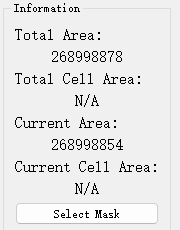 Information
Total Area:
268998878
Total Cell Area:
N/A
Current Area:
268998854
Current Cell Area:
N/A
Select Mask